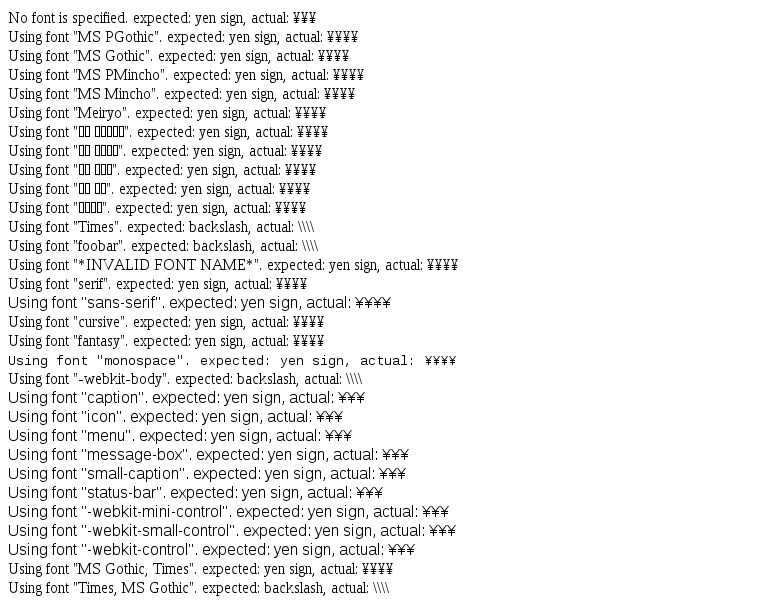 No font is specified. expected: yen sign, actual: ¥¥¥
Using font "MS PGothic". expected: yen sign, actual: ¥¥¥¥
Using font "MS Gothic". expected: yen sign, actual: ¥¥¥¥
Using font "MS PMincho". expected: yen sign, actual: ¥¥¥¥
Using font "MS Mincho". expected: yen sign, actual: ¥¥¥¥
Using font "Meiryo". expected: yen sign, actual: ¥¥¥¥
Using font "▯▯ ▯▯▯▯▯". expected: yen sign, actual: ¥¥¥¥
Using font "▯▯ ▯▯▯▯". expected: yen sign, actual: ¥¥¥¥
Using font "▯▯ ▯▯▯". expected: yen sign, actual: ¥¥¥¥
Using font "▯▯ ▯▯". expected: yen sign, actual: ¥¥¥¥
Using font "▯▯▯▯". expected: yen sign, actual: ¥¥¥¥
Using font "Times". expected: backslash, actual: \\\\
Using font "foobar". expected: backslash, actual: \\\\
Using font "*INVALID FONT NAME*". expected: yen sign, actual: ¥¥¥¥
Using font "serif". expected: yen sign, actual: ¥¥¥¥
Using font "sans-serif". expected: yen sign, actual: ¥¥¥¥
Using font "cursive". expected: yen sign, actual: ¥¥¥¥
Using font "fantasy". expected: yen sign, actual: ¥¥¥¥
Using font "monospace". expected: yen sign, actual: ¥¥¥¥
Using font "-webkit-body". expected: backslash, actual: \\\\
Using font "caption". expected: yen sign, actual: ¥¥¥
Using font "icon". expected: yen sign, actual: ¥¥¥
Using font "menu". expected: yen sign, actual: ¥¥¥
Using font "message-box". expected: yen sign, actual: ¥¥¥
Using font "small-caption". expected: yen sign, actual: ¥¥¥
Using font "status-bar". expected: yen sign, actual: ¥¥¥
Using font "-webkit-mini-control". expected: yen sign, actual: ¥¥¥
Using font "-webkit-small-control". expected: yen sign, actual: ¥¥¥
Using font "-webkit-control". expected: yen sign, actual: ¥¥¥
Using font "MS Gothic, Times". expected: yen sign, actual: ¥¥¥¥
Using font "Times, MS Gothic". expected: backslash, actual: \\\\